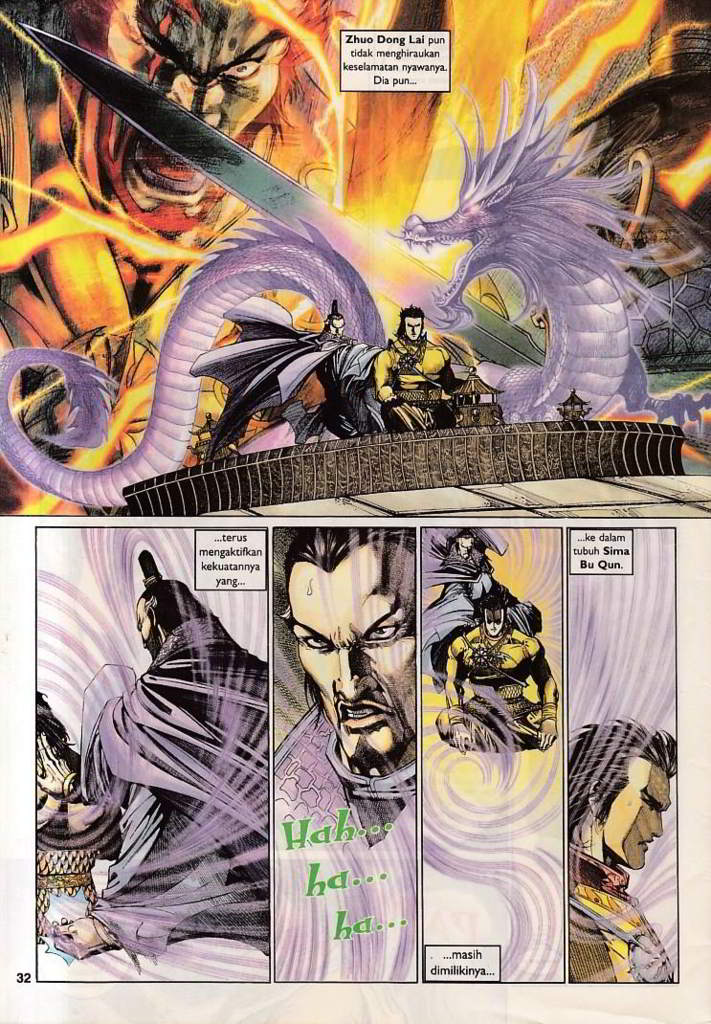 Zhuo Dong Lai pun
tidak menghiraukan
keselamatan nyawanya.
Dia pun...
...terus
mengaktifkan
kekuatannya
yang...
Hah...
ha...
ha...
...masih
dimilikinya...
...ke dalam
tubuh Sima
Bu Qun.
32